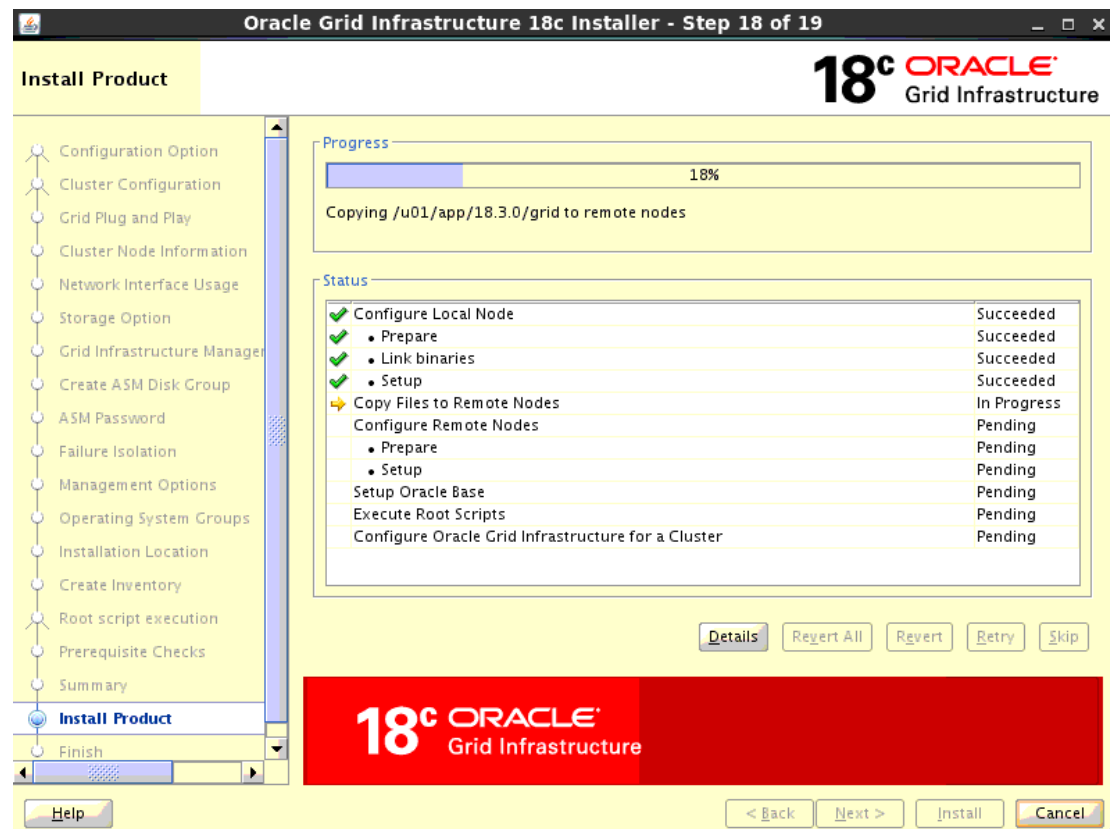 Oracle Grid Infrastructure 18c Installer - Step 18 of 19
Install Product
18c ORACLE
Grid Infrastructure
Configuration Option
Cluster Configuration
Grid Plug and Play
Cluster Node Information
Network Interface Usage
Storage Option
Grid Infrastructure Manager
Create ASM Disk Group
ASM Password
Failure Isolation
Management Options
Operating System Groups
Installation Location
Create Inventory
Root script execution
Prerequisite Checks
Summary
Install Product
Finish
Progress
18%
Copying /u01/app/18.3.0/grid to remote nodes
Status
Configure Local Node Succeeded
• Prepare Succeeded
• Link binaries Succeeded
• Setup Succeeded
Copy Files to Remote Nodes In Progress
Configure Remote Nodes Pending
• Prepare Pending
• Setup Pending
Setup Oracle Base Pending
Execute Root Scripts Pending
Configure Oracle Grid Infrastructure for a Cluster Pending
Details Revert All Revert Retry Skip
18c ORACLE
Grid Infrastructure
Help < Back Next > Install Cancel